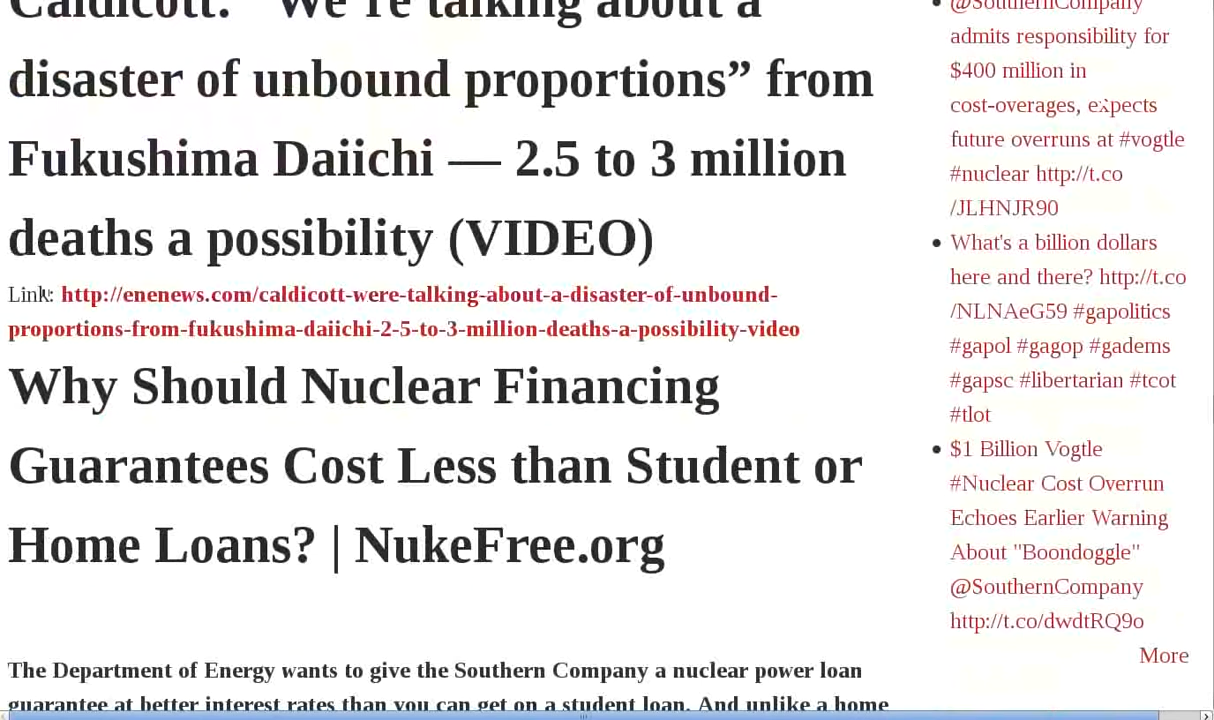 Caldicott: “We’re talking about a
disaster of unbound proportions” from
Fukushima Daiichi — 2.5 to 3 million
deaths a possibility (VIDEO)
Link: http://enenews.com/caldicott-were-talking-about-a-disaster-of-unbound-
proportions-from-fukushima-daiichi-2-5-to-3-million-deaths-a-possibility-video
Why Should Nuclear Financing
Guarantees Cost Less than Student or
Home Loans? | NukeFree.org
The Department of Energy wants to give the Southern Company a nuclear power loan
guarantee at better interest rates than you can get on a student loan. And unlike a home
@SouthernCompany
admits responsibility for
$400 million in
cost-overages, expects
future overruns at #vogtle
#nuclear http://t.co
/JLHNJR90
What's a billion dollars
here and there? http://t.co
/NLNAeG59 #gapolitics
#gapol #gagop #gadems
#gapsc #libertarian #tcot
#tlot
$1 Billion Vogtle
#Nuclear Cost Overrun
Echoes Earlier Warning
About "Boondoggle"
@SouthernCompany
http://t.co/dwdtRQ9o
More